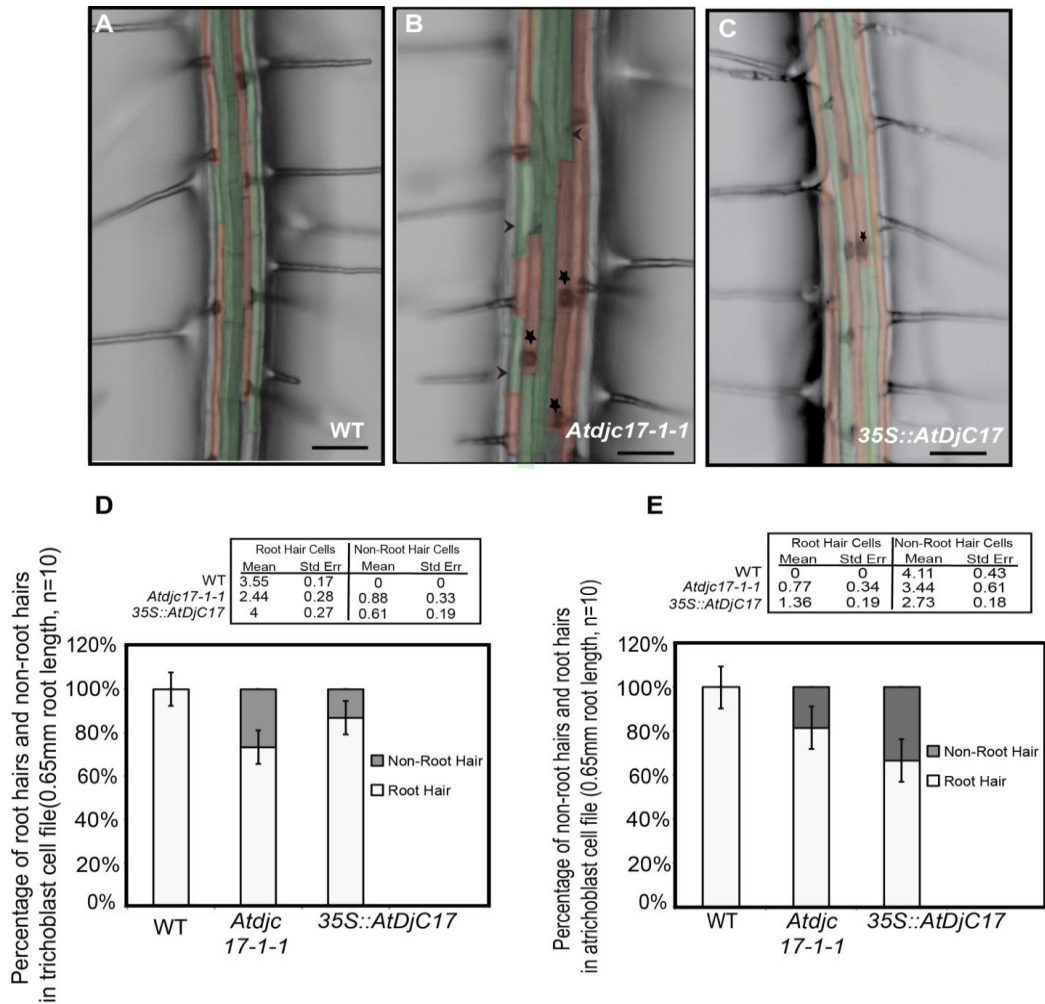 A
B
C
WT
Atdjc17-1-1
35S::AtDjC17
D
Root Hair Cells Non-Root Hair Cells
Mean Std Err Mean Std Err
WT 3.55 0.17 0 0
Atdjc17-1-1 2.44 0.28 0.88 0.33
35S::AtDjC17 4 0.27 0.61 0.19
Percentage of root hairs and non-root hairs
in trichoblast cell file(0.65mm root length, n=10)
120%
100%
80%
60%
40%
20%
0%
Non-Root Hair
Root Hair
WT
Atdjc
17-1-1
35S::AtDjC17
E
Root Hair Cells Non-Root Hair Cells
Mean Std Err Mean Std Err
WT 0 0 4.11 0.43
Atdjc17-1-1 0.77 0.34 3.44 0.61
35S::AtDjC17 1.36 0.19 2.73 0.18
Percentage of non-root hairs and root hairs
in atrichoblast cell file (0.65mm root length, n=10)
120%
100%
80%
60%
40%
20%
0%
Non-Root Hair
Root Hair
WT
Atdjc
17-1-1
35S::AtDjC17